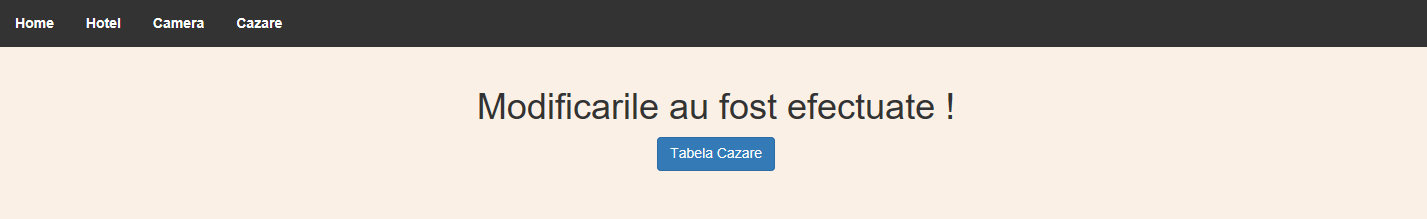 Home Hotel Camera Cazare
Modificarile au fost efectuate !
Tabela Cazare